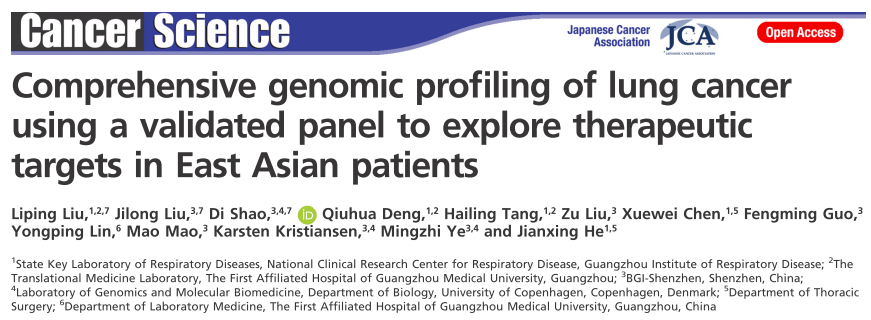 Cancer Science
Japanese Cancer
Association
JCA
JAPANESE CANCER ASSOCIATION
Open Access
Comprehensive genomic profiling of lung cancer
using a validated panel to explore therapeutic
targets in East Asian patients
Liping Liu,1,2,7 Jilong Liu,3,7 Di Shao,3,4,7 iD Qiuhua Deng,1,2 Hailing Tang,1,2 Zu Liu,3 Xuewei Chen,1,5 Fengming Guo,3
Yongping Lin,6 Mao Mao,3 Karsten Kristiansen,3,4 Mingzhi Ye3,4 and Jianxing He1,5
1State Key Laboratory of Respiratory Diseases, National Clinical Research Center for Respiratory Disease, Guangzhou Institute of Respiratory Disease; 2The
Translational Medicine Laboratory, The First Affiliated Hospital of Guangzhou Medical University, Guangzhou; 3BGI-Shenzhen, Shenzhen, China;
4Laboratory of Genomics and Molecular Biomedicine, Department of Biology, University of Copenhagen, Copenhagen, Denmark; 5Department of Thoracic
Surgery; 6Department of Laboratory Medicine, The First Affiliated Hospital of Guangzhou Medical University, Guangzhou, China